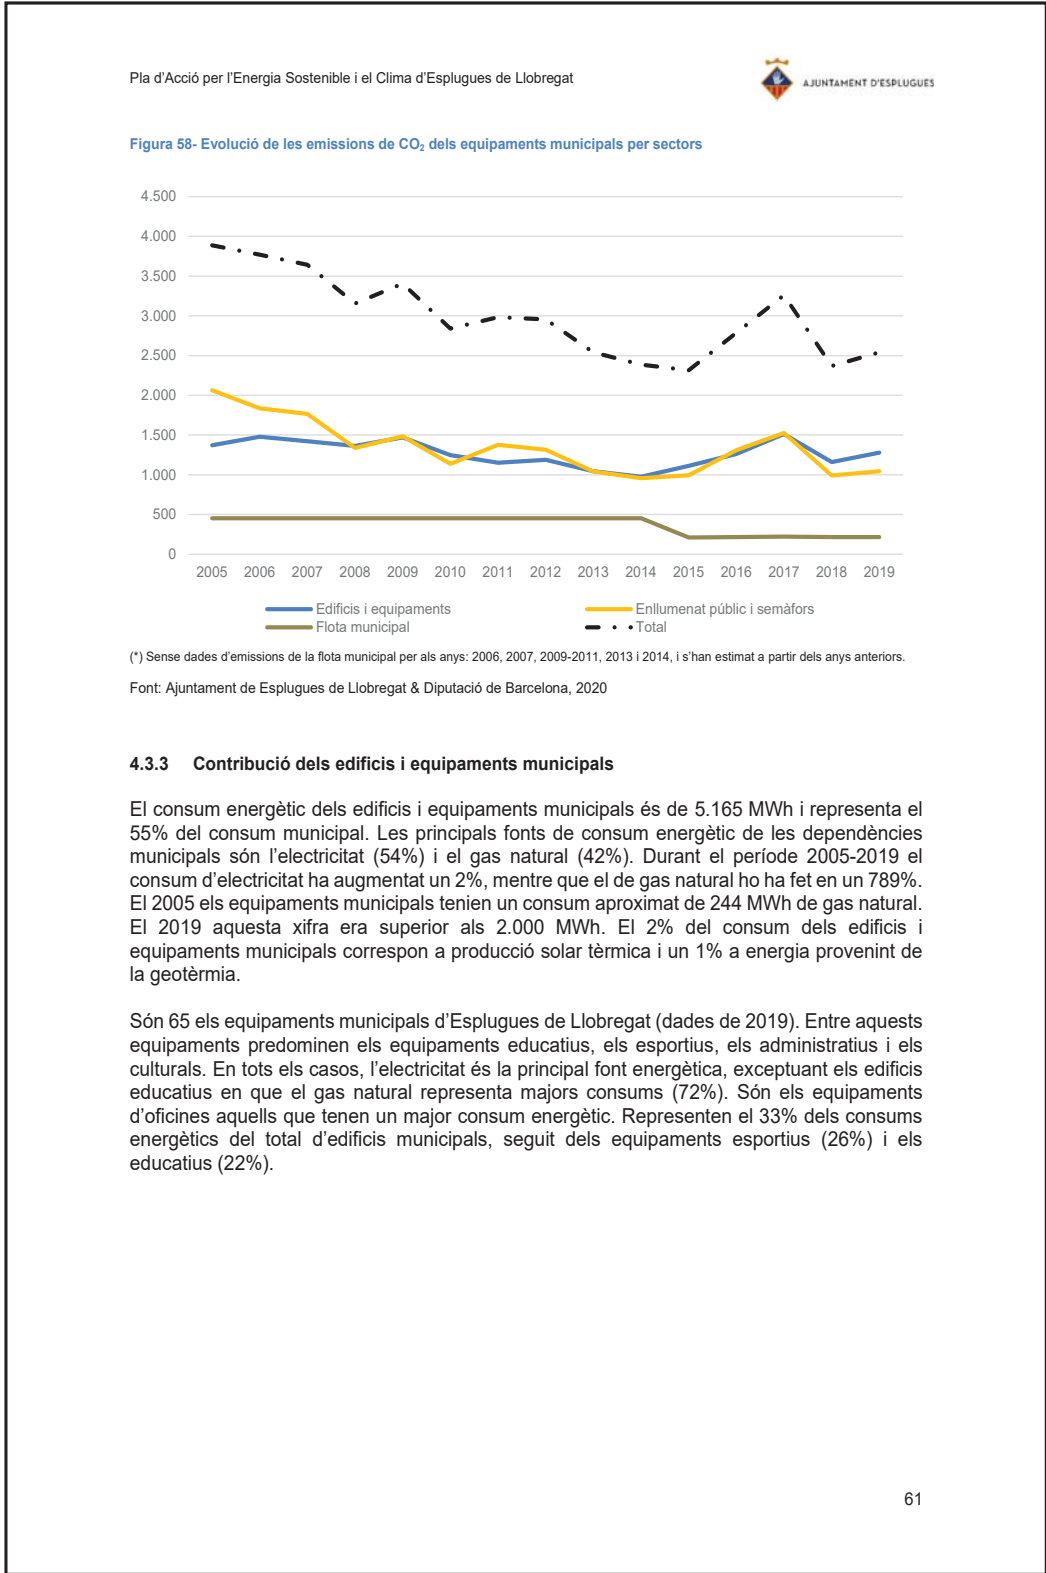 Pla d'Acció per l'Energia Sostenible i el Clima d'Esplugues de Llobregat
AJUNTAMENT D'ESPLUGUES
Figura 58- Evolució de les emissions de CO₂ dels equipaments municipals per sectors
4.500
4.000
3.500
3.000
2.500
2.000
1.500
1.000
500
0
2005 2006 2007 2008 2009 2010 2011 2012 2013 2014 2015 2016 2017 2018 2019
Edificis i equipaments
Enllumenat públic i semàfors
Flota municipal
Total
(*) Sense dades d'emissions de la flota municipal per als anys: 2006, 2007, 2009-2011, 2013 i 2014, i s'han estimat a partir dels anys anteriors.
Font: Ajuntament de Esplugues de Llobregat & Diputació de Barcelona, 2020
4.3.3 Contribució dels edificis i equipaments municipals
El consum energètic dels edificis i equipaments municipals és de 5.165 MWh i representa el
55% del consum municipal. Les principals fonts de consum energètic de les dependències
municipals són l'electricitat (54%) i el gas natural (42%). Durant el període 2005-2019 el
consum d'electricitat ha augmentat un 2%, mentre que el de gas natural ho ha fet en un 789%.
El 2005 els equipaments municipals tenien un consum aproximat de 244 MWh de gas natural.
El 2019 aquesta xifra era superior als 2.000 MWh. El 2% del consum dels edificis i
equipaments municipals correspon a producció solar tèrmica i un 1% a energia provinent de
la geotèrmia.
Són 65 els equipaments municipals d'Esplugues de Llobregat (dades de 2019). Entre aquests
equipaments predominen els equipaments educatius, els esportius, els administratius i els
culturals. En tots els casos, l'electricitat és la principal font energètica, exceptuant els edificis
educatius en que el gas natural representa majors consums (72%). Són els equipaments
d'oficines aquells que tenen un major consum energètic. Representen el 33% dels consums
energètics del total d'edificis municipals, seguit dels equipaments esportius (26%) i els
educatius (22%).
61